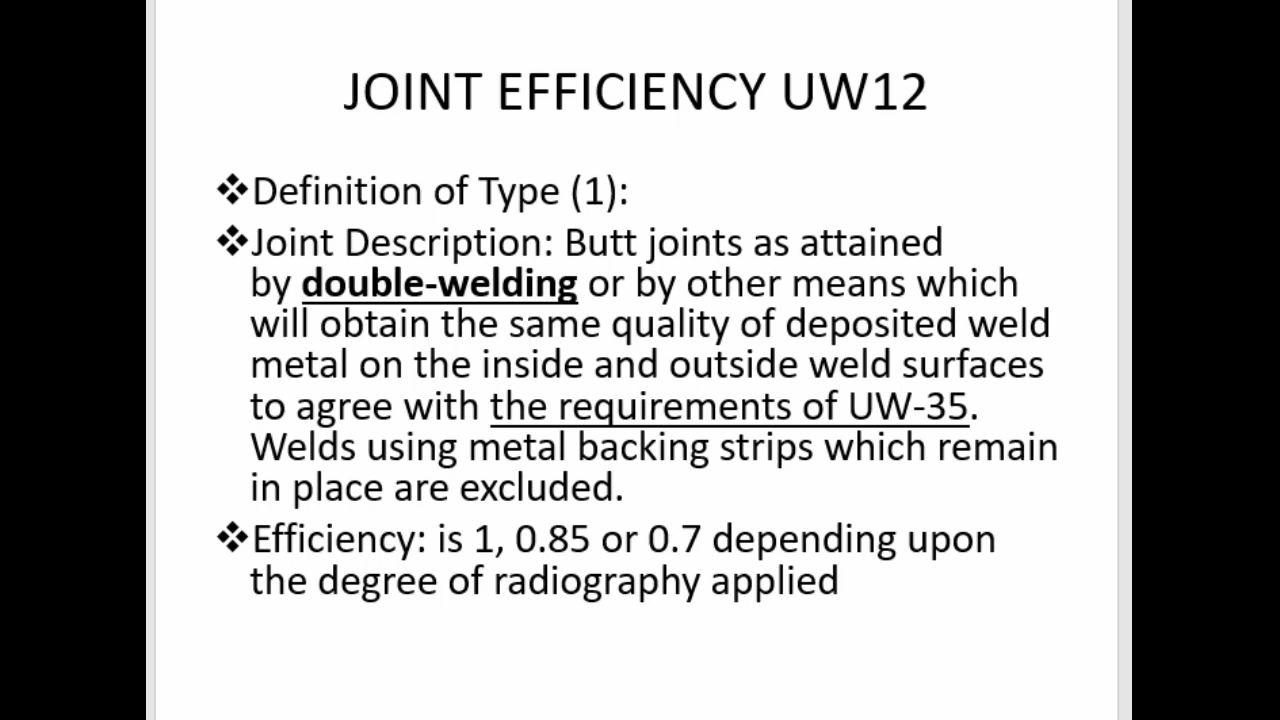 JOINT EFFICIENCY UW12
❖Definition of Type (1):
❖Joint Description: Butt joints as attained
by double-welding or by other means which
will obtain the same quality of deposited weld
metal on the inside and outside weld surfaces
to agree with the requirements of UW-35.
Welds using metal backing strips which remain
in place are excluded.
❖Efficiency: is 1, 0.85 or 0.7 depending upon
the degree of radiography applied